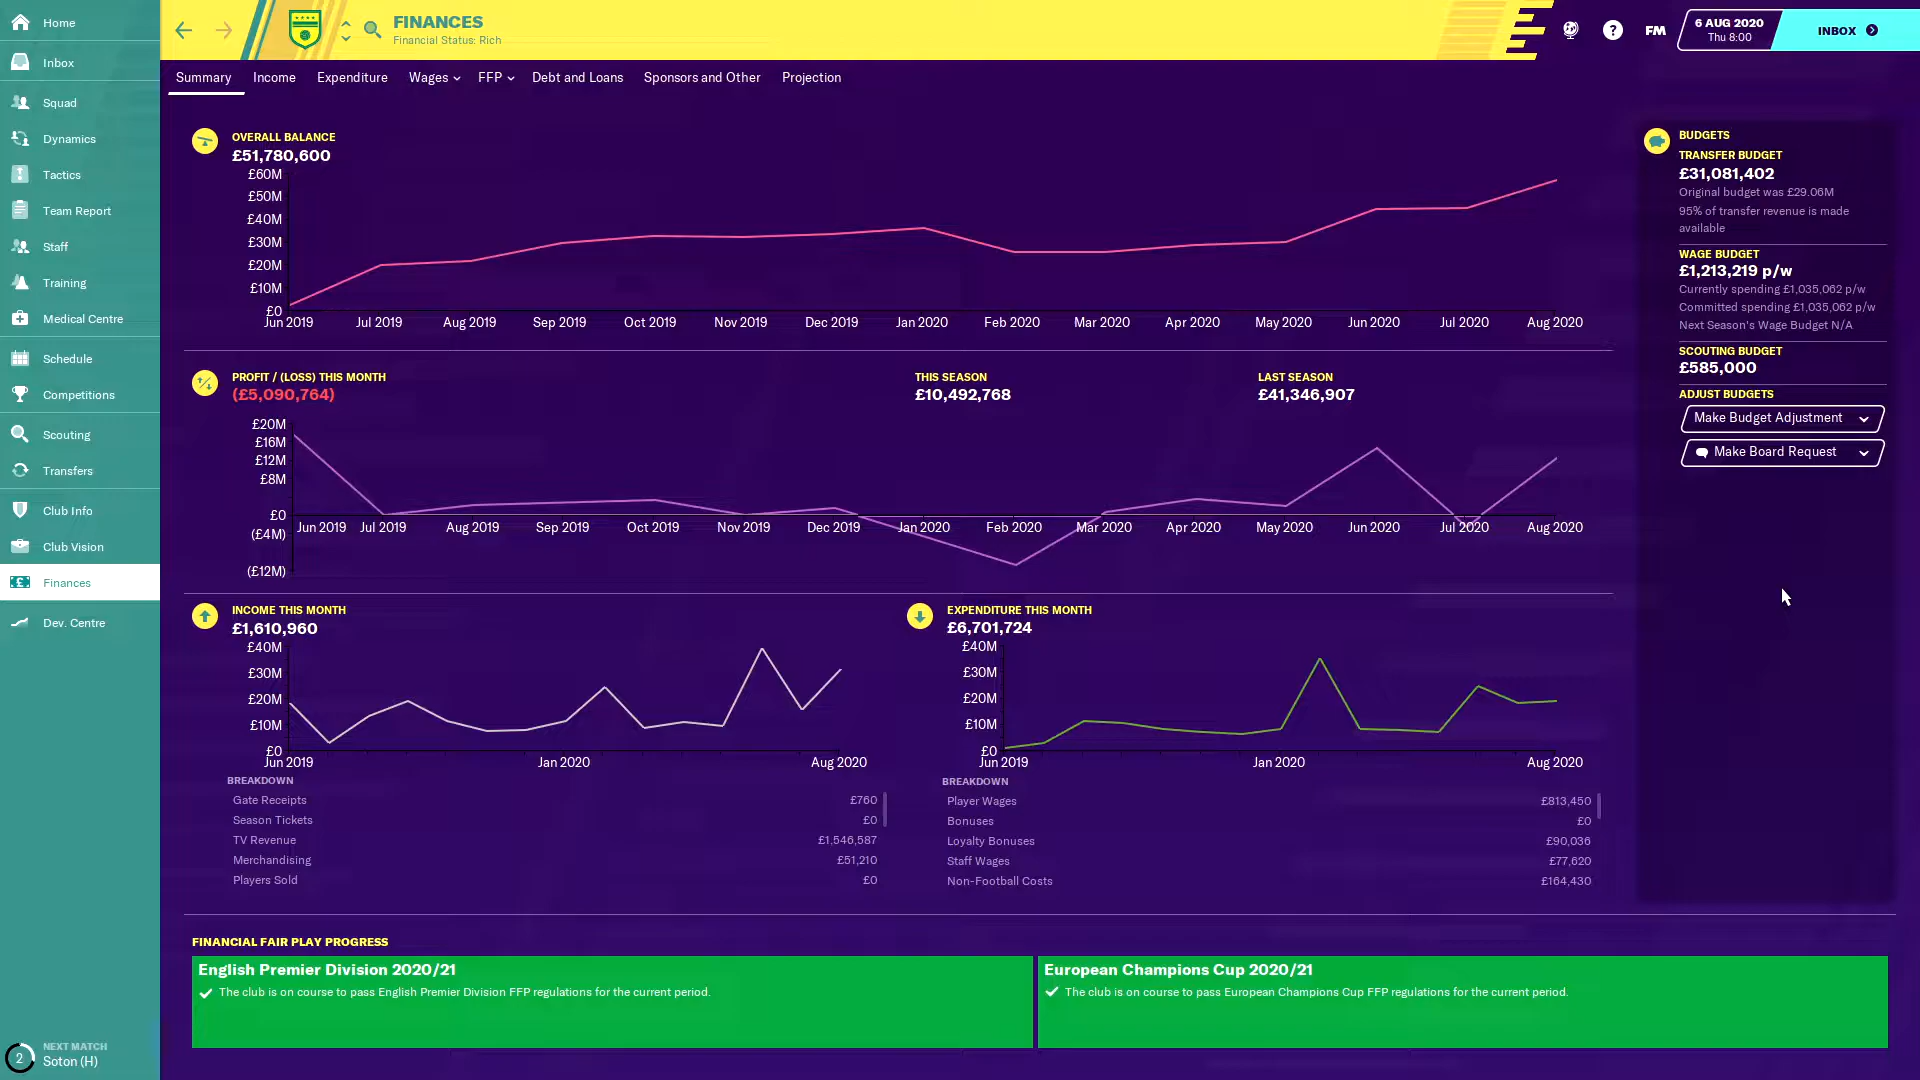 Home
Inbox
Squad
Dynamics
Tactics
Team Report
Staff
Training
Medical Centre
Schedule
Competitions
Scouting
Transfers
Club Info
Club Vision
Finances
Dev. Centre
2
NEXT MATCH
Soton (H)
FINANCES
Financial Status: Rich
?
FM
6 AUG 2020
Thu 8:00
INBOX
Summary Income Expenditure Wages FFP Debt and Loans Sponsors and Other Projection
OVERALL BALANCE
£51,780,600
£60M
£50M
£40M
£30M
£20M
£10M
£0
Jun 2019 Jul 2019 Aug 2019 Sep 2019 Oct 2019 Nov 2019 Dec 2019 Jan 2020 Feb 2020 Mar 2020 Apr 2020 May 2020 Jun 2020 Jul 2020 Aug 2020
PROFIT / (LOSS) THIS MONTH
(£5,090,764)
THIS SEASON
£10,492,768
LAST SEASON
£41,346,907
£20M
£16M
£12M
£8M
£0
(£4M)
(£12M)
Jun 2019 Jul 2019 Aug 2019 Sep 2019 Oct 2019 Nov 2019 Dec 2019 Jan 2020 Feb 2020 Mar 2020 Apr 2020 May 2020 Jun 2020 Jul 2020 Aug 2020
INCOME THIS MONTH
£1,610,960
£40M
£30M
£20M
£10M
£0
Jun 2019 Jan 2020 Aug 2020
BREAKDOWN
Gate Receipts £760
Season Tickets £0
TV Revenue £1,546,587
Merchandising £51,210
Players Sold £0
EXPENDITURE THIS MONTH
£6,701,724
£40M
£30M
£20M
£10M
£0
Jun 2019 Jan 2020 Aug 2020
BREAKDOWN
Player Wages £813,450
Bonuses £0
Loyalty Bonuses £90,036
Staff Wages £77,620
Non-Football Costs £164,430
BUDGETS
TRANSFER BUDGET
£31,081,402
Original budget was £29.06M
95% of transfer revenue is made
available
WAGE BUDGET
£1,213,219 p/w
Currently spending £1,035,062 p/w
Committed spending £1,035,062 p/w
Next Season's Wage Budget N/A
SCOUTING BUDGET
£585,000
ADJUST BUDGETS
Make Budget Adjustment
Make Board Request
FINANCIAL FAIR PLAY PROGRESS
English Premier Division 2020/21
The club is on course to pass English Premier Division FFP regulations for the current period.
European Champions Cup 2020/21
The club is on course to pass European Champions Cup FFP regulations for the current period.